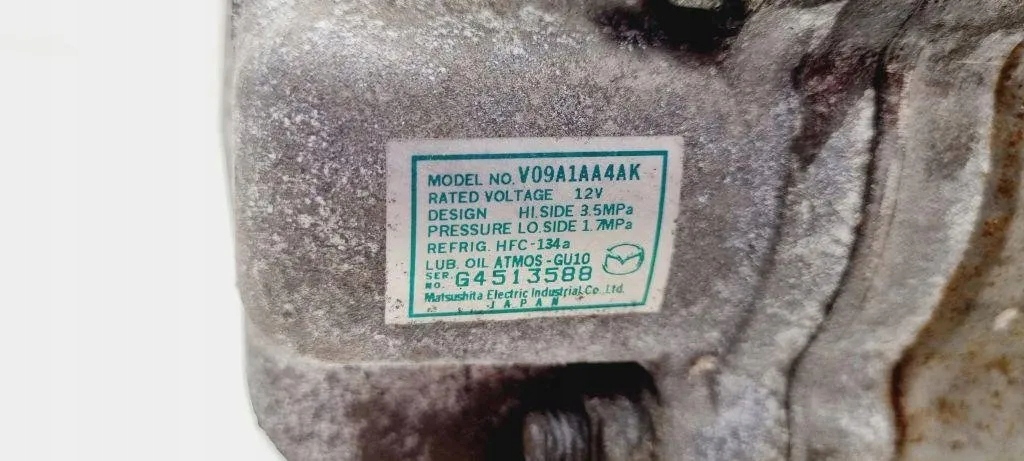 MODEL NO. V09A1AA4AK
RATED VOLTAGE 12V
DESIGN HI.SIDE 3.5MPa
PRESSURE LO.SIDE 1.7MPa
REFRIG. HFC-134a
LUB. OIL ATMOS-GU10
SER. NO. G4513588
Matsushita Electric Industrial Co.,Ltd.
JAPAN